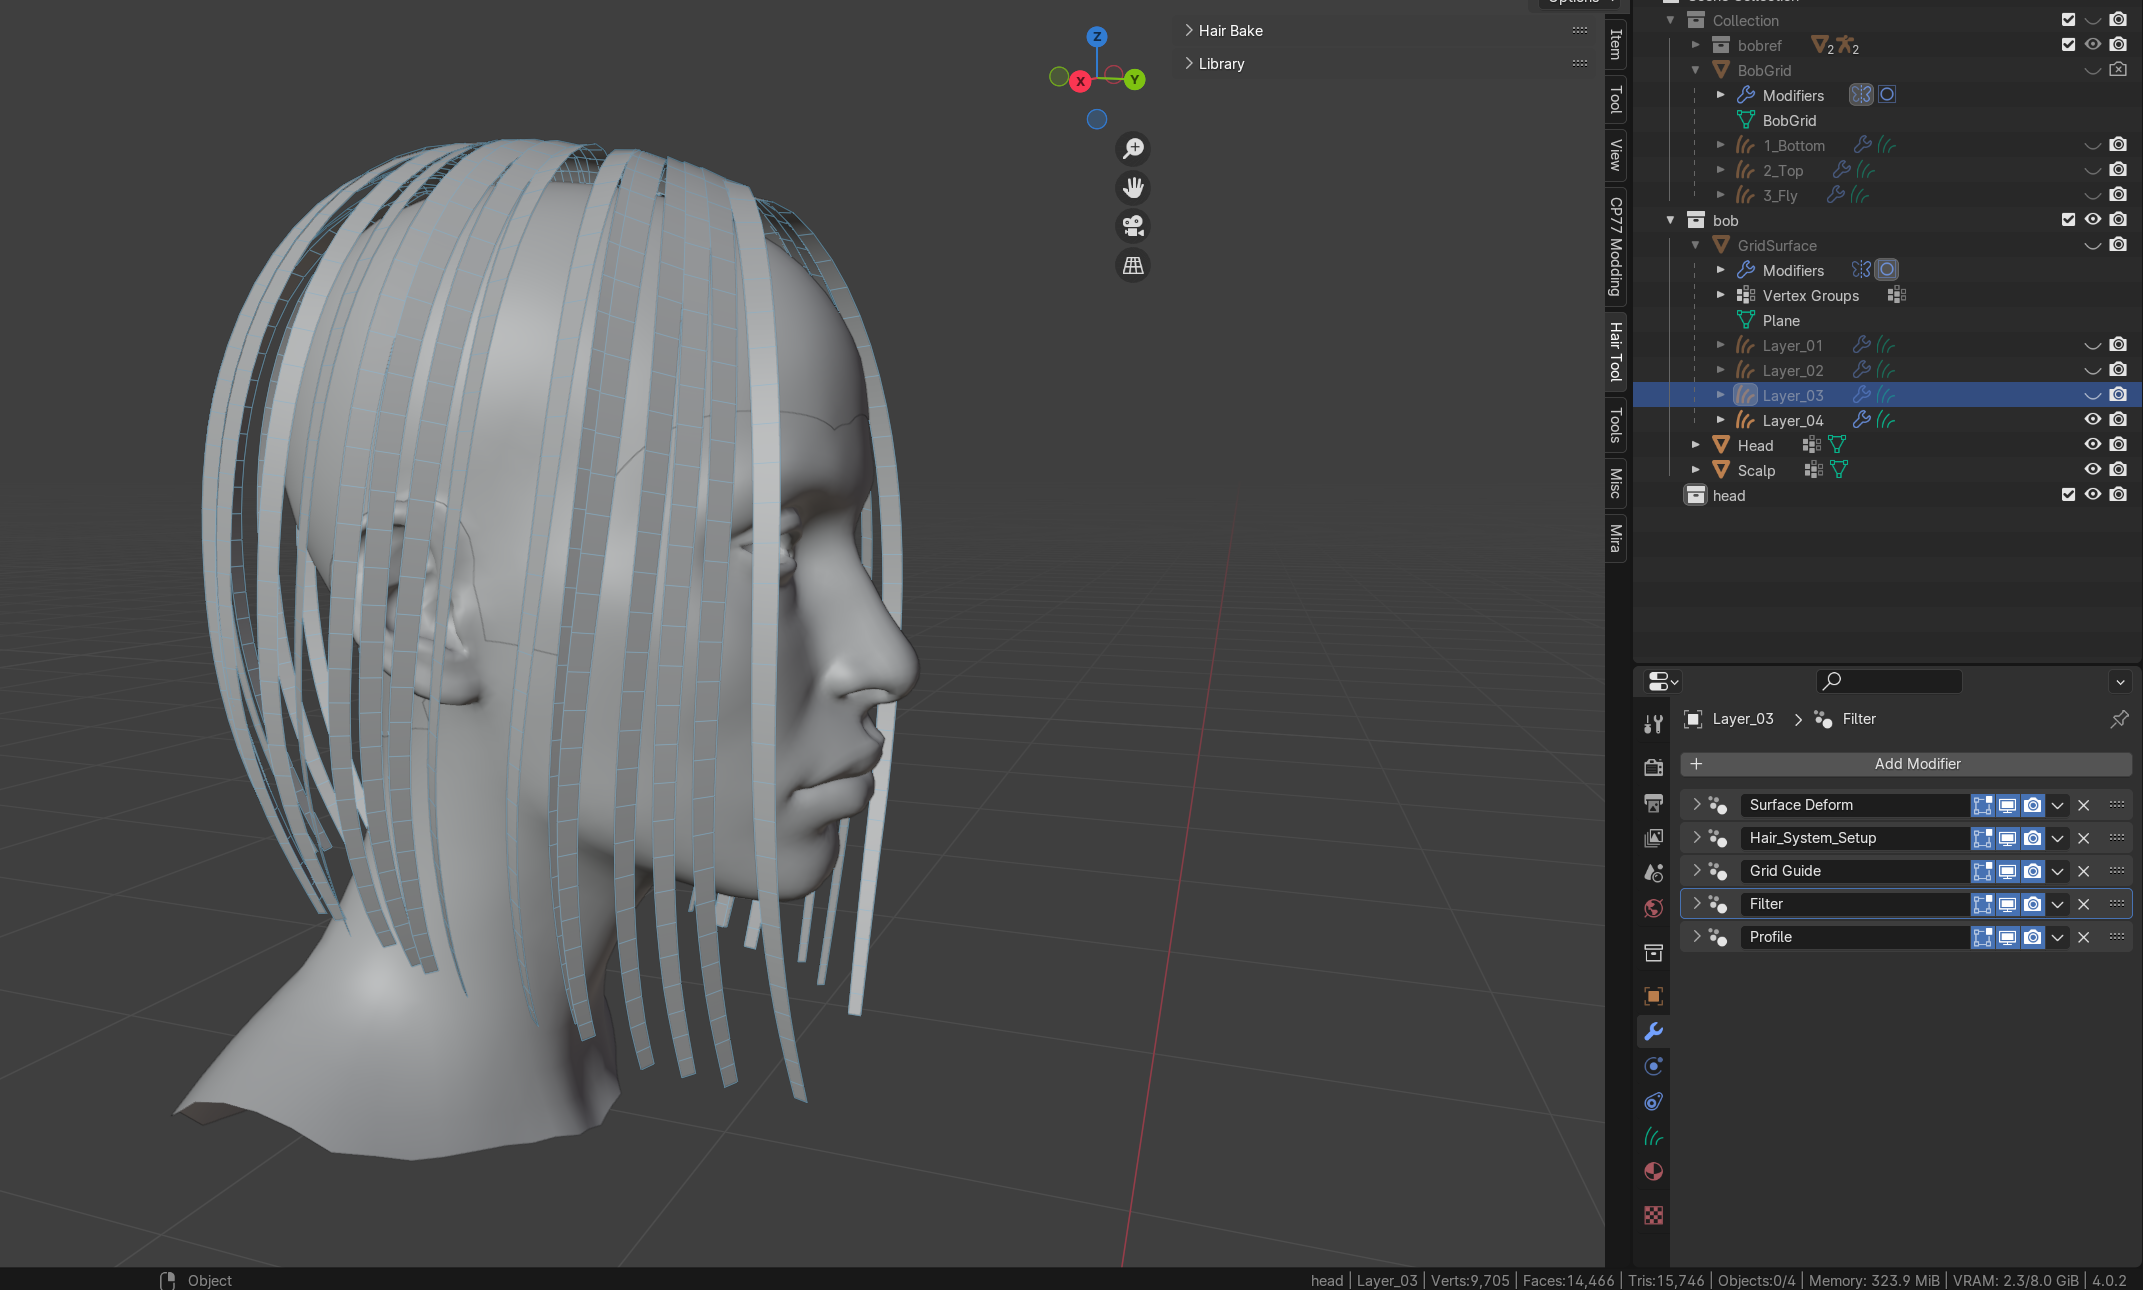 Options
Hair Bake
Library
Z
X
Y
Item
Tool
View
CP77 Modding
Hair Tool
Tools
Misc
Mira
Scene Collection
Collection
bobref 2 2
BobGrid
Modifiers
BobGrid
1_Bottom
2_Top
3_Fly
bob
GridSurface
Modifiers
Vertex Groups
Plane
Layer_01
Layer_02
Layer_03
Layer_04
Head
Scalp
head
Layer_03 > Filter
+ Add Modifier
Surface Deform
Hair_System_Setup
Grid Guide
Filter
Profile
Object
head | Layer_03 | Verts:9,705 | Faces:14,466 | Tris:15,746 | Objects:0/4 | Memory: 323.9 MiB | VRAM: 2.3/8.0 GiB | 4.0.2